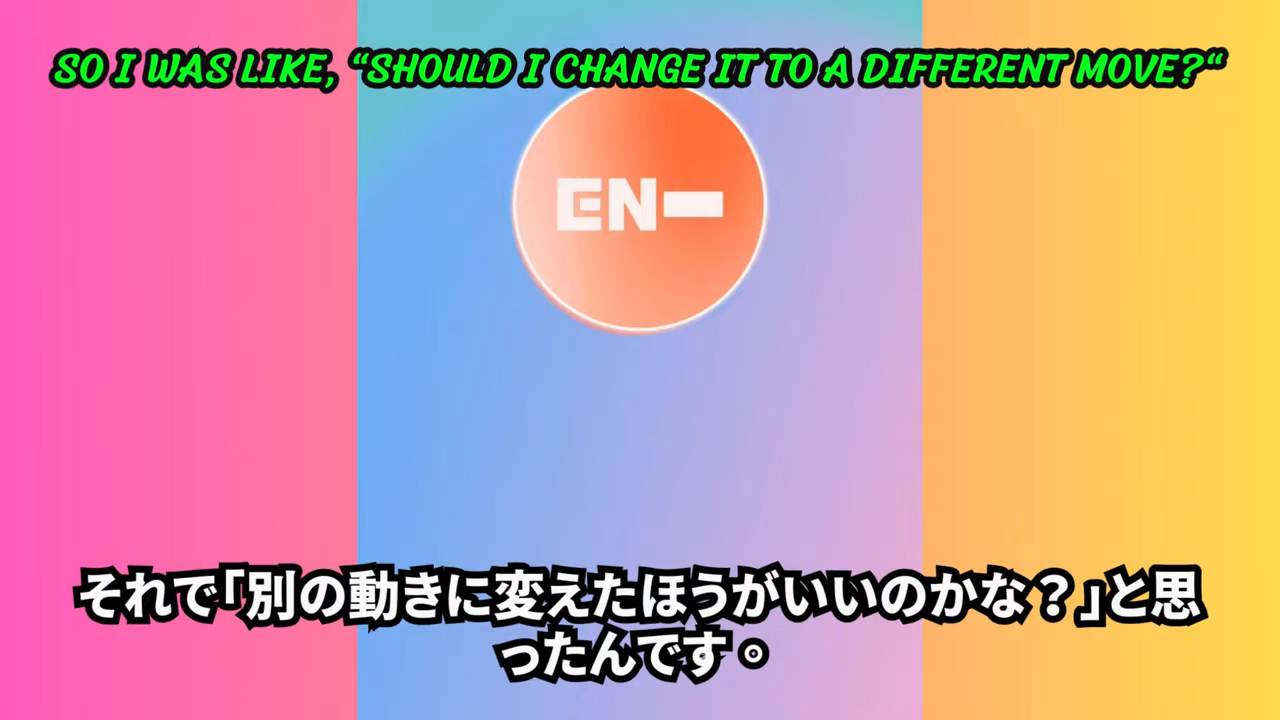 SO I WAS LIKE, “SHOULD I CHANGE IT TO A DIFFERENT MOVE?“
EN-
それで「別の動きに変えたほうがいいのかな？」と思
ったんです。